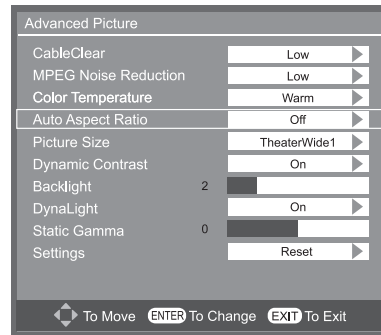 Advanced Picture
CableClear Low
MPEG Noise Reduction Low
Color Temperature Warm
Auto Aspect Ratio Off
Picture Size TheaterWide1
Dynamic Contrast On
Backlight 2
DynaLight On
Static Gamma 0
Settings Reset
To Move ENTER To Change EXIT To Exit